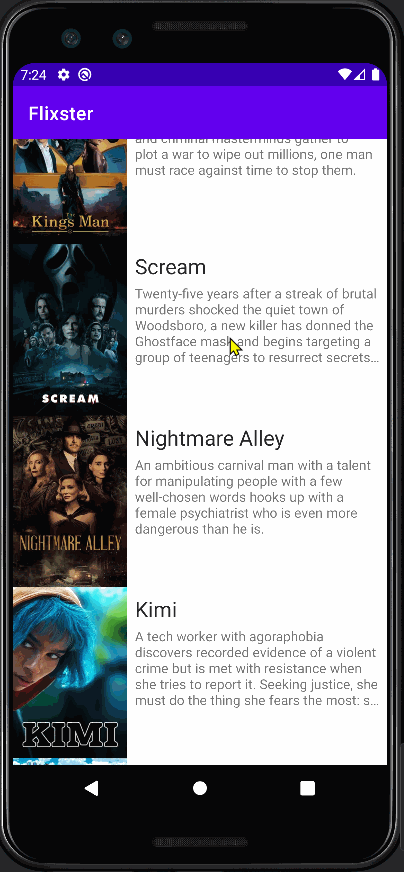 7:24
Flixster
and criminal masterminds gather to
plot a war to wipe out millions, one man
must race against time to stop them.
King's Man
Scream
Twenty-five years after a streak of brutal
murders shocked the quiet town of
Woodsboro, a new killer has donned the
Ghostface mask and begins targeting a
group of teenagers to resurrect secrets…
SCREAM
Nightmare Alley
An ambitious carnival man with a talent
for manipulating people with a few
well-chosen words hooks up with a
female psychiatrist who is even more
dangerous than he is.
NIGHTMARE ALLEY
Kimi
A tech worker with agoraphobia
discovers recorded evidence of a violent
crime but is met with resistance when
she tries to report it. Seeking justice, she
must do the thing she fears the most: s…
KIMI